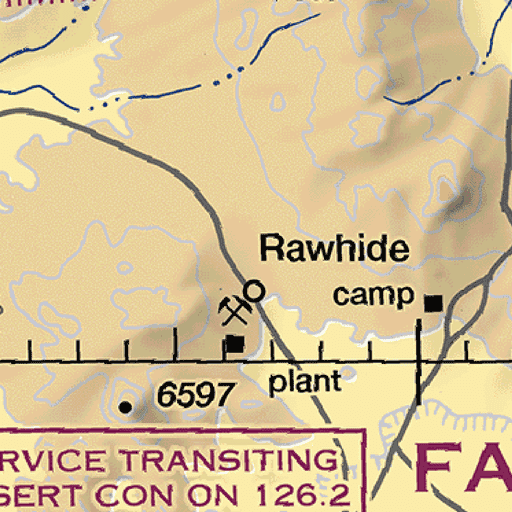 Rawhide
camp
plant
6597
RVICE TRANSITING
SERT CON ON 126.2
FA